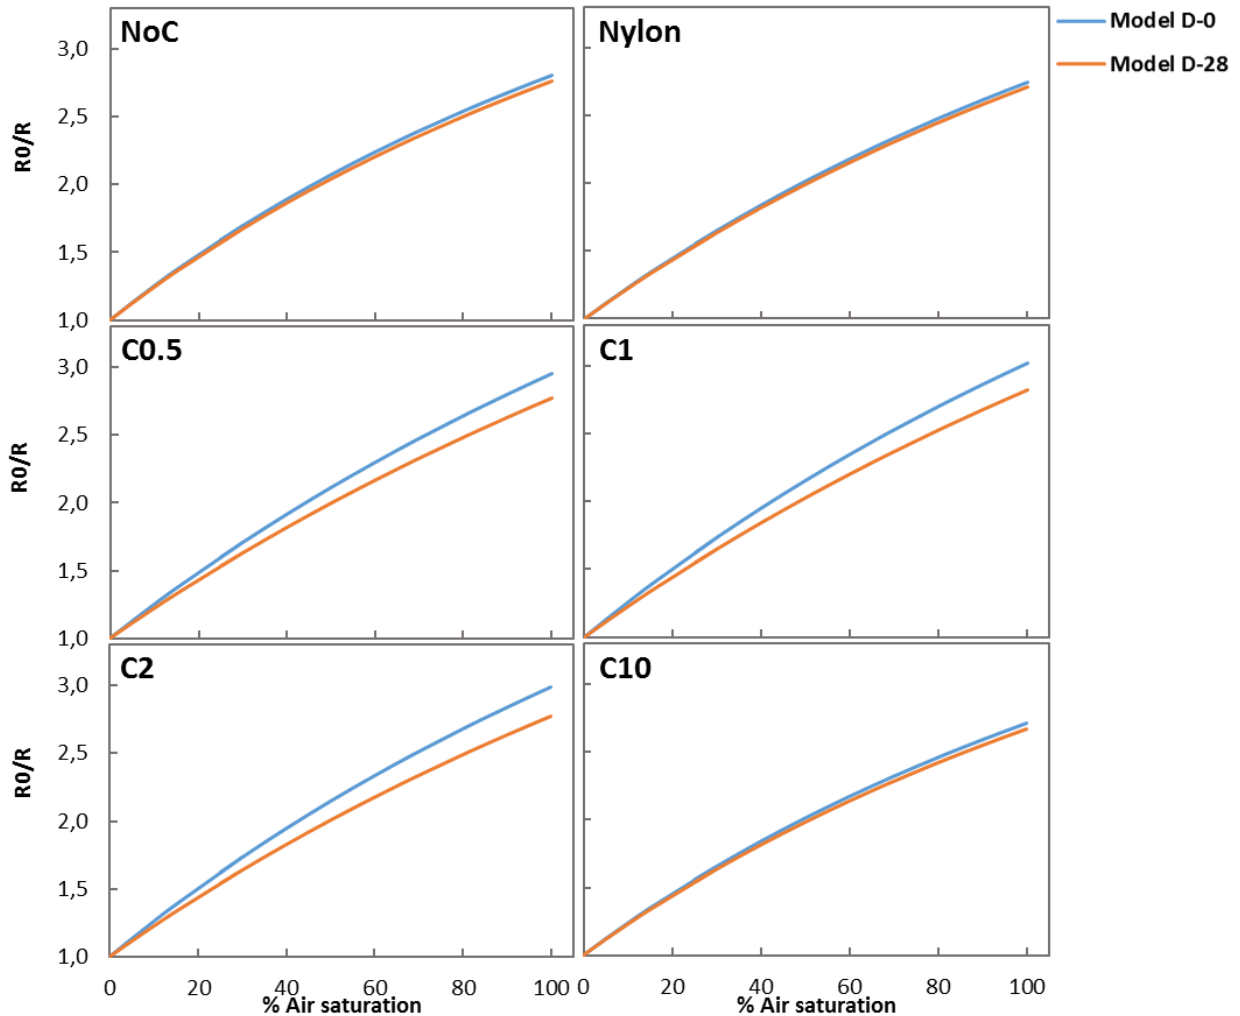 NoC
Nylon
Model D-0
Model D-28
3,0
2,5
2,0
1,5
1,0
R0/R
C0.5
C1
3,0
2,5
2,0
1,5
1,0
R0/R
C2
C10
3,0
2,5
2,0
1,5
1,0
R0/R
0 20 40 60 80 100 0 20 40 60 80 100
% Air saturation % Air saturation